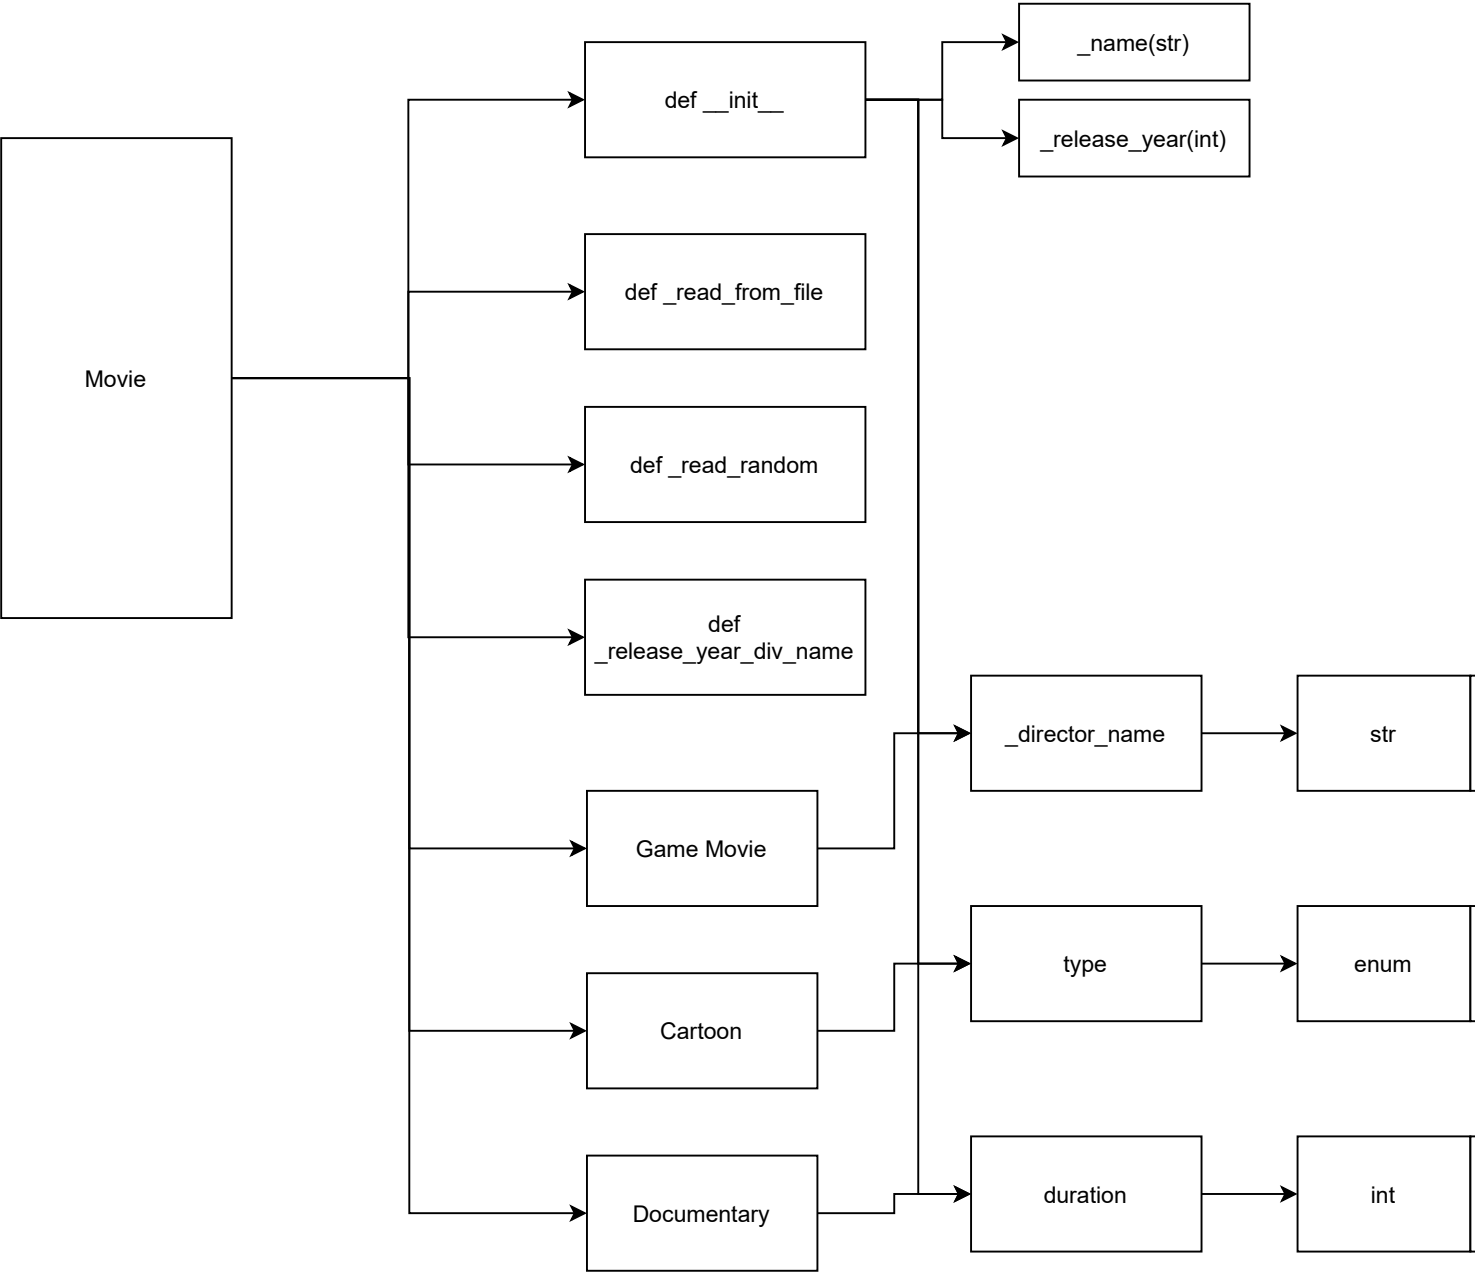 Movie
def __init__
_name(str)
_release_year(int)
def _read_from_file
def _read_random
def
_release_year_div_name
_director_name
str
Game Movie
type
enum
Cartoon
duration
int
Documentary